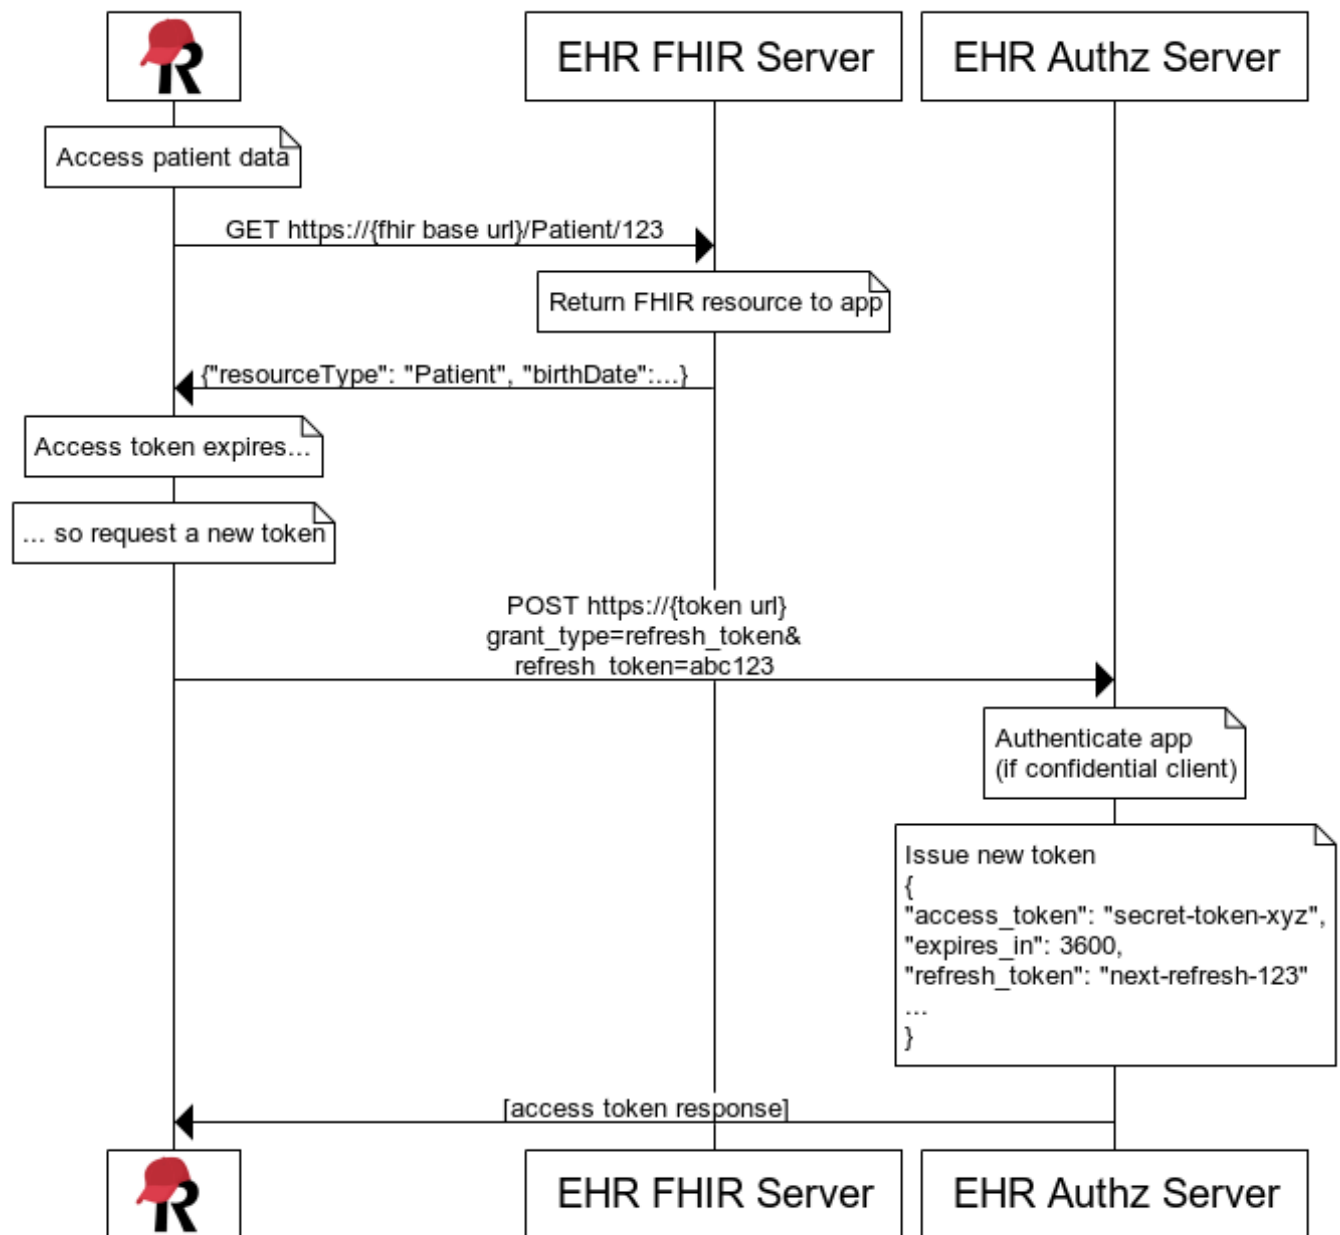 R
EHR FHIR Server
EHR Authz Server
Access patient data
GET https://{fhir base url}/Patient/123
Return FHIR resource to app
{"resourceType": "Patient", "birthDate":...}
Access token expires...
... so request a new token
POST https://{token url}
grant_type=refresh_token&
refresh_token=abc123
Authenticate app
(if confidential client)
Issue new token
{
"access_token": "secret-token-xyz",
"expires_in": 3600,
"refresh_token": "next-refresh-123"
...
}
[access token response]
R
EHR FHIR Server
EHR Authz Server